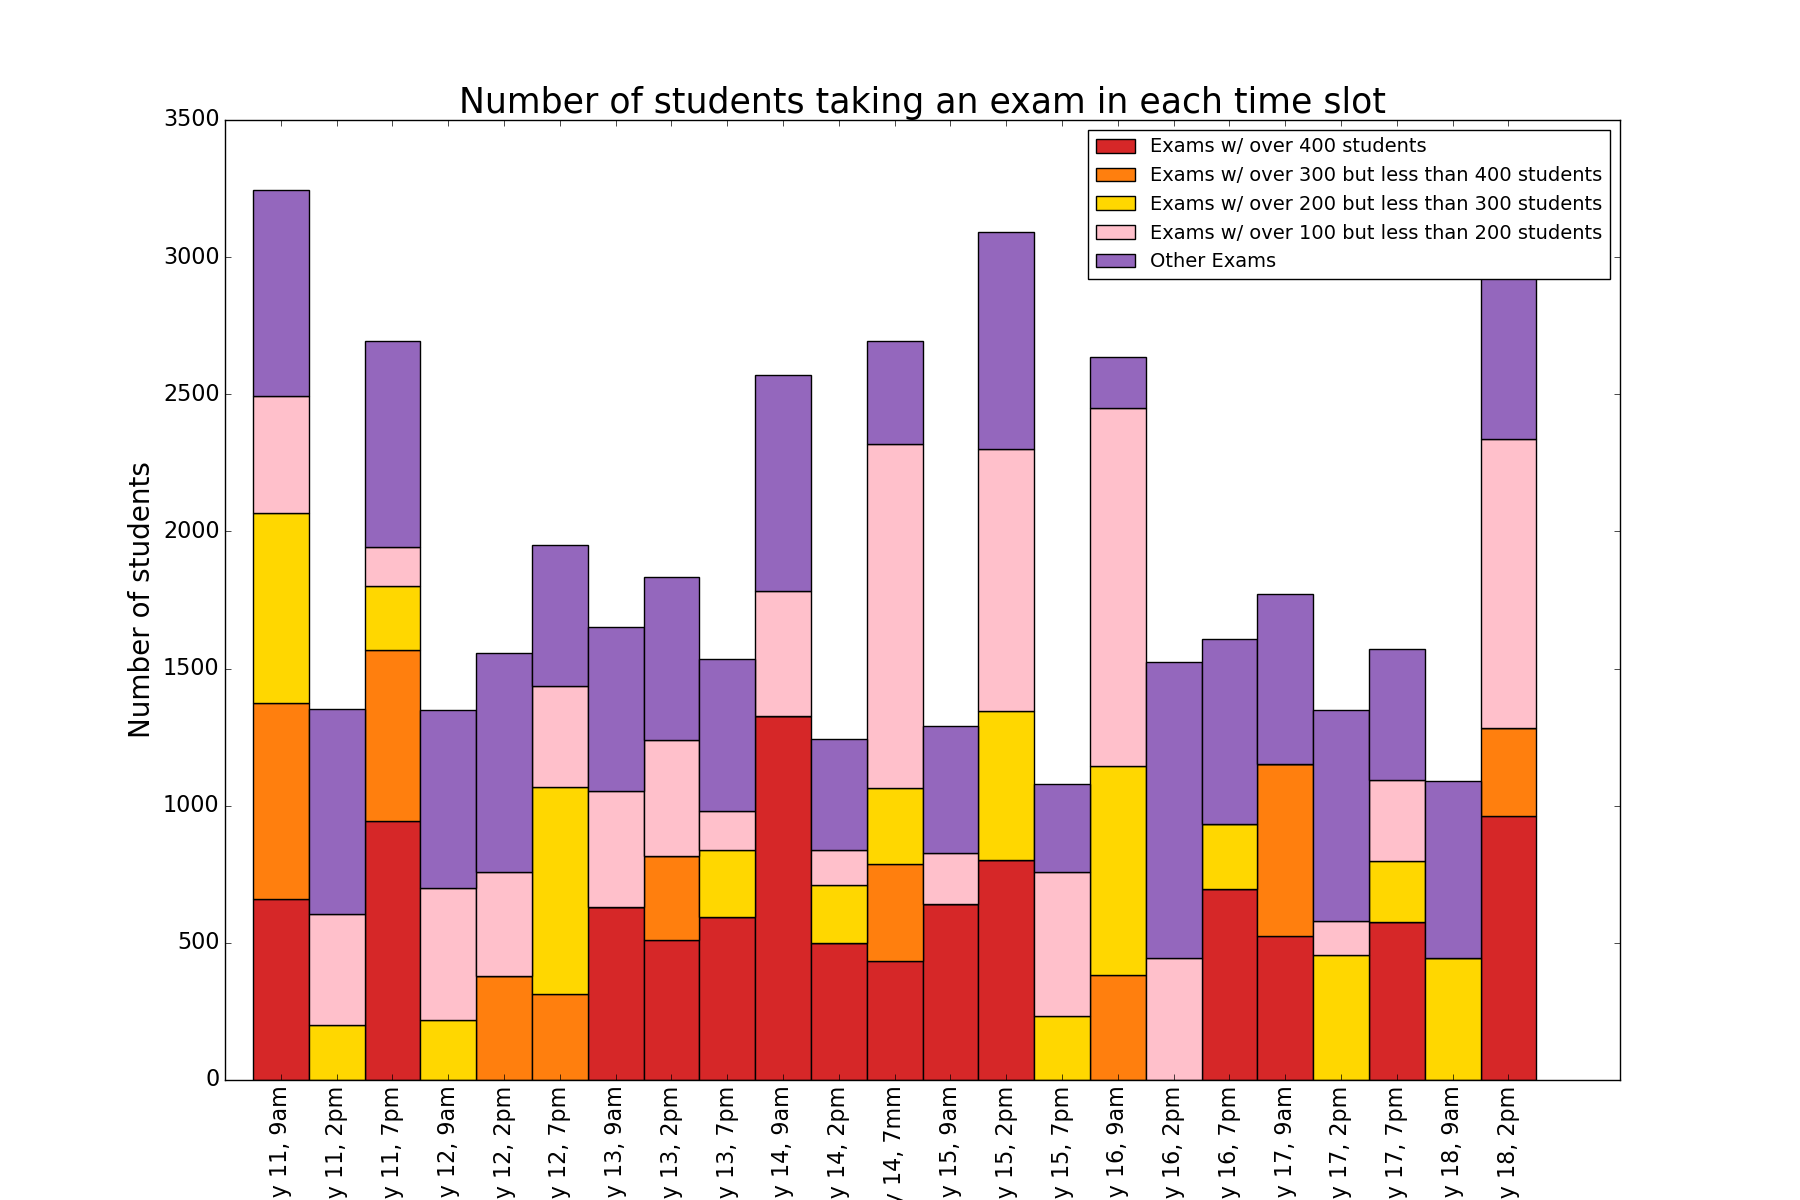 Number of students taking an exam in each time slot
3500
3000
2500
2000
1500
1000
500
0
Number of students
Exams w/ over 400 students
Exams w/ over 300 but less than 400 students
Exams w/ over 200 but less than 300 students
Exams w/ over 100 but less than 200 students
Other Exams
y 11, 9am
y 11, 2pm
y 11, 7pm
y 12, 9am
y 12, 2pm
y 12, 7pm
y 13, 9am
y 13, 2pm
y 13, 7pm
y 14, 9am
y 14, 2pm
y 14, 7mm
y 15, 9am
y 15, 2pm
y 15, 7pm
y 16, 9am
y 16, 2pm
y 16, 7pm
y 17, 9am
y 17, 2pm
y 17, 7pm
y 18, 9am
y 18, 2pm